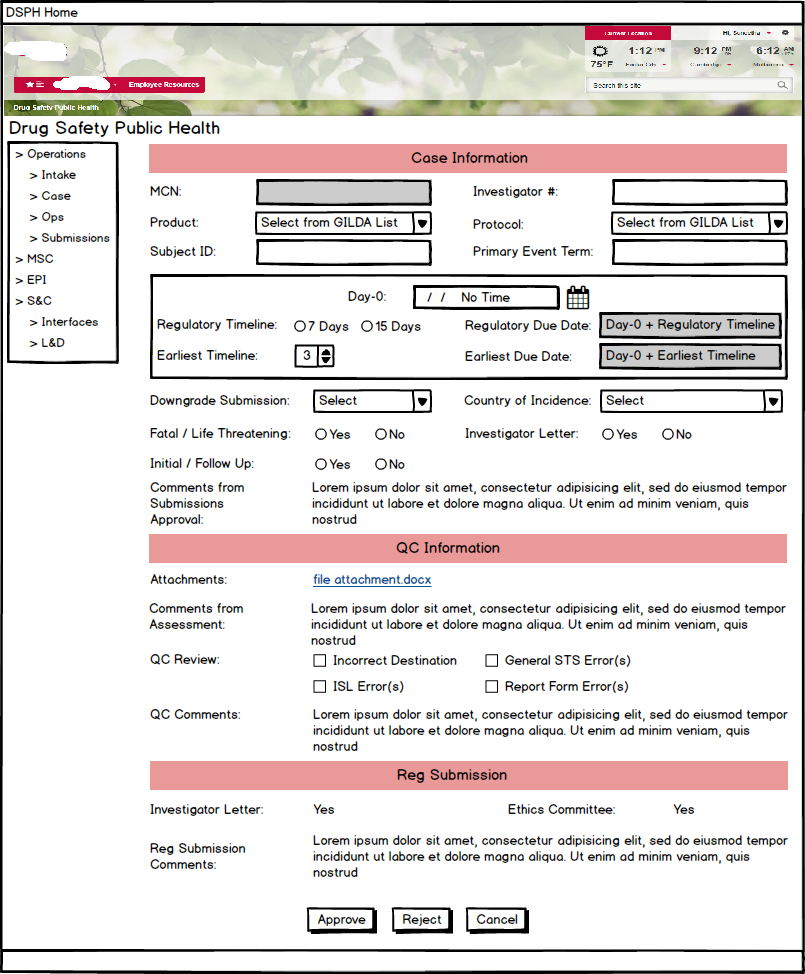 DSPH Home
Current Location
Hi, Suneetha
1:12 PM
9:12 PM
6:12 AM
75°F
Foster City
Cambridge
Search this site
Employee Resources
Drug Safety Public Health
Drug Safety Public Health
> Operations
> Intake
> Case
> Ops
> Submissions
> MSC
> EPI
> S&C
> Interfaces
> L&D
Case Information
MCN:
Investigator #:
Product: Select from GILDA List
Protocol: Select from GILDA List
Subject ID:
Primary Event Term:
Day-0: / / No Time
Regulatory Timeline: 7 Days 15 Days
Regulatory Due Date: Day-0 + Regulatory Timeline
Earliest Timeline: 3
Earliest Due Date: Day-0 + Earliest Timeline
Downgrade Submission: Select
Country of Incidence: Select
Fatal / Life Threatening: Yes No
Investigator Letter: Yes No
Initial / Follow Up: Yes No
Comments from
Submissions
Approval:
Lorem ipsum dolor sit amet, consectetur adipisicing elit, sed do eiusmod tempor
incididunt ut labore et dolore magna aliqua. Ut enim ad minim veniam, quis
nostrud
QC Information
Attachments: file attachment.docx
Comments from
Assessment:
Lorem ipsum dolor sit amet, consectetur adipisicing elit, sed do eiusmod tempor
incididunt ut labore et dolore magna aliqua. Ut enim ad minim veniam, quis
nostrud
QC Review: Incorrect Destination General STS Error(s)
ISL Error(s) Report Form Error(s)
QC Comments:
Lorem ipsum dolor sit amet, consectetur adipisicing elit, sed do eiusmod tempor
incididunt ut labore et dolore magna aliqua. Ut enim ad minim veniam, quis
nostrud
Reg Submission
Investigator Letter: Yes
Ethics Committee: Yes
Reg Submission
Comments:
Lorem ipsum dolor sit amet, consectetur adipisicing elit, sed do eiusmod tempor
incididunt ut labore et dolore magna aliqua. Ut enim ad minim veniam, quis
nostrud
Approve Reject Cancel